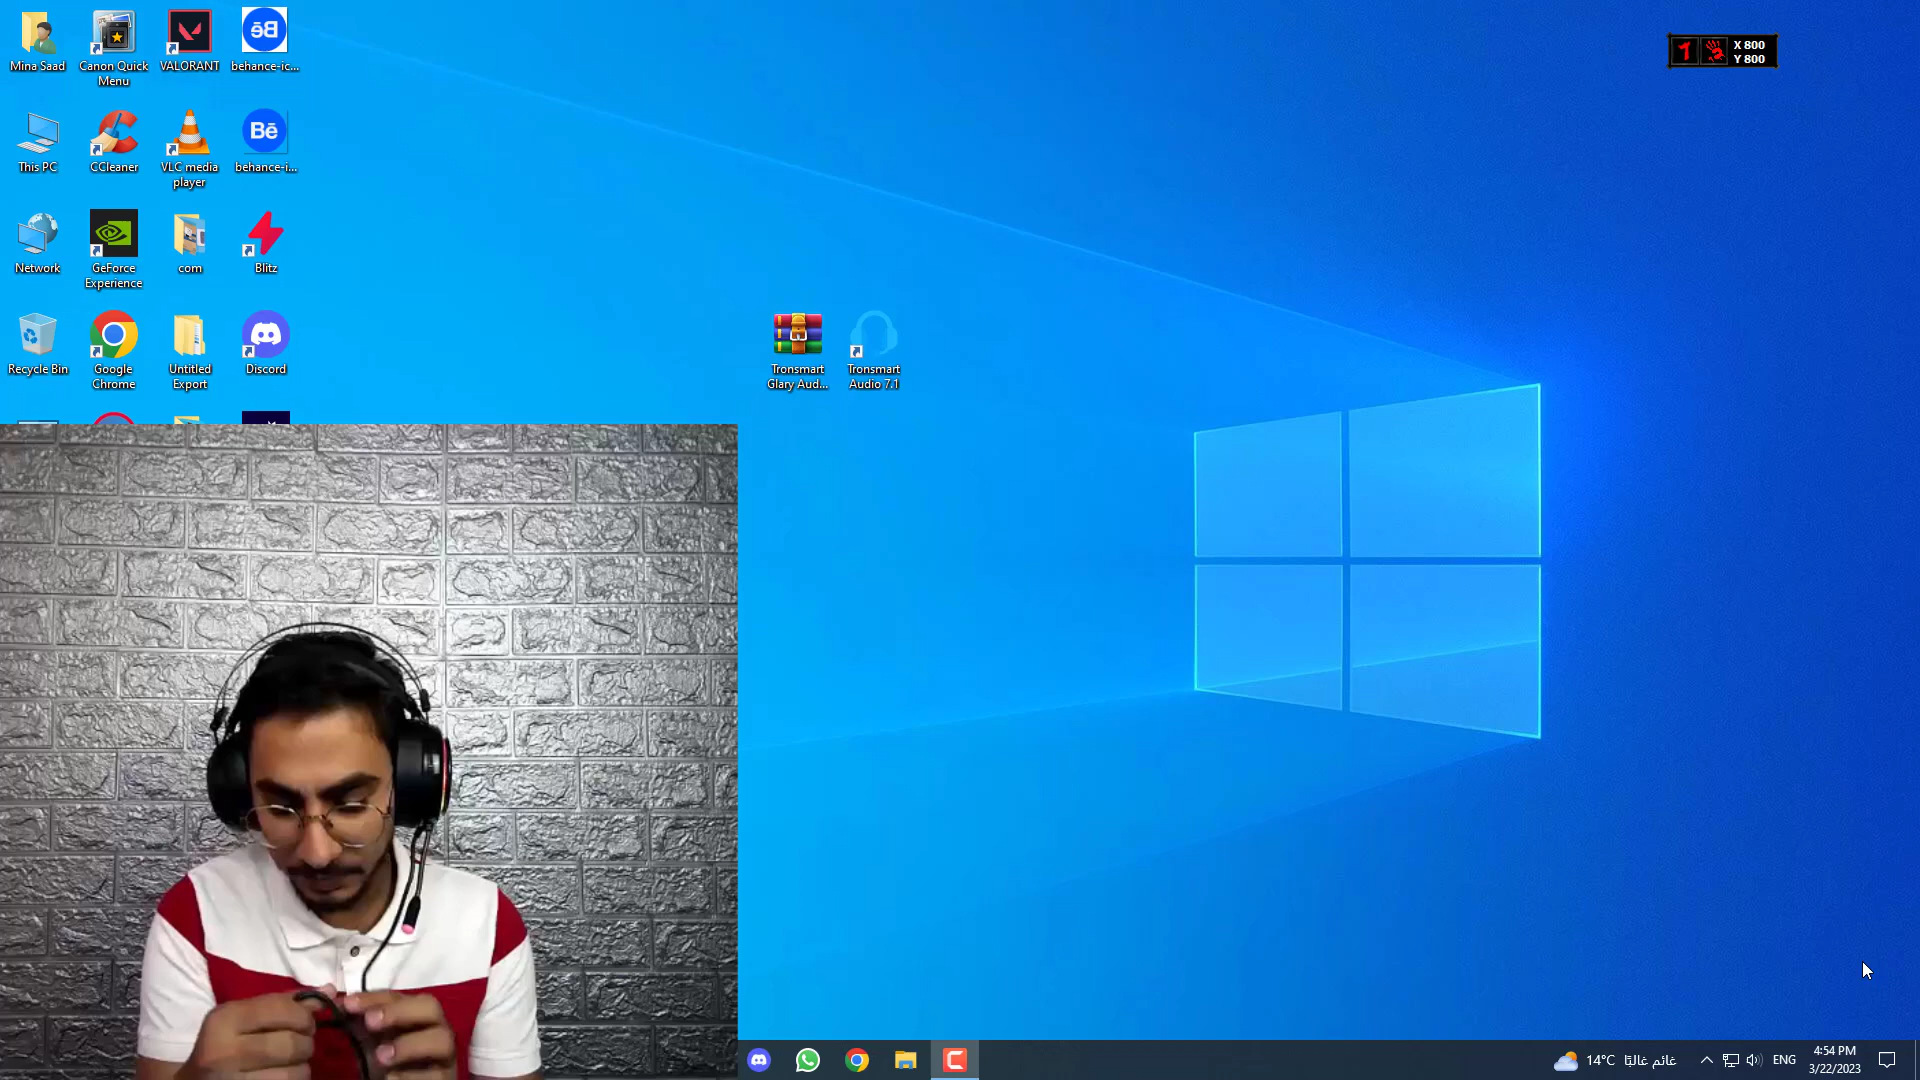 Mina Saad
Canon Quick
Menu
VALORANT
Bē
behance-ic...
X 800
Y 800
This PC
CCleaner
VLC media
player
Bē
behance-i...
Network
GeForce
Experience
com
Blitz
Recycle Bin
Google
Chrome
Untitled
Export
Discord
Tronsmart
Glary Aud...
Tronsmart
Audio 7.1
14°C غائم غالبًا
ENG
4:54 PM
3/22/2023